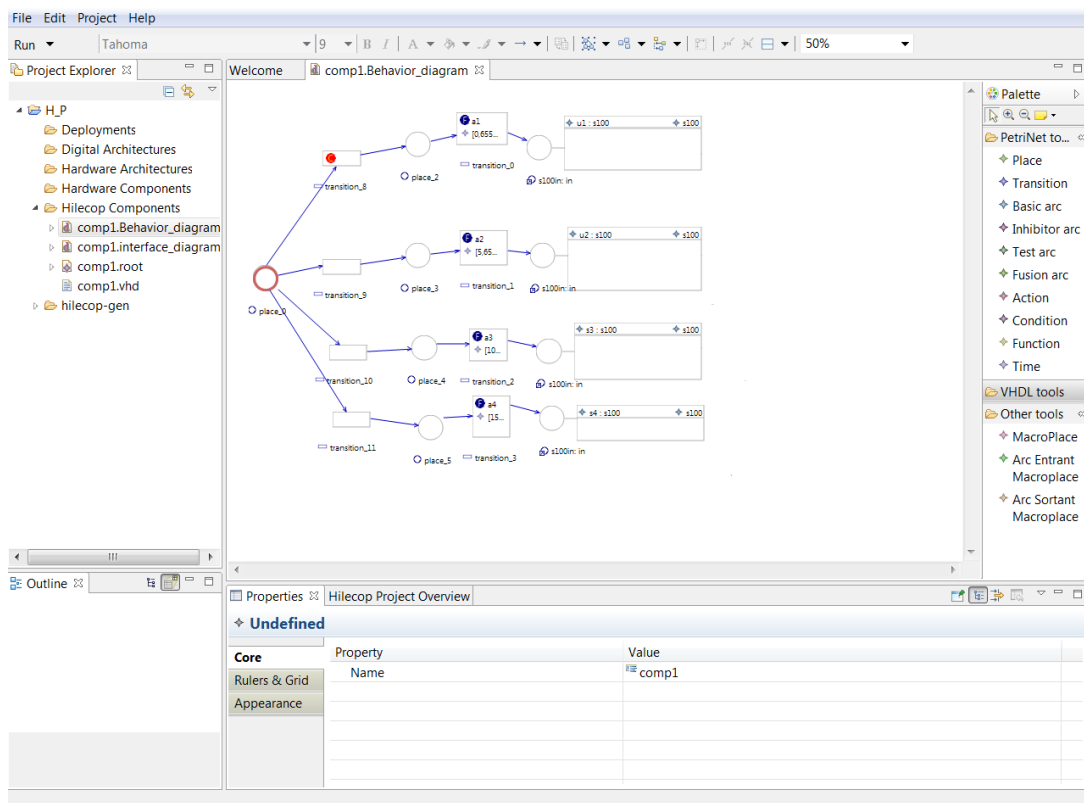 File Edit Project Help
Run Tahoma 9 B I A 50%
Project Explorer
H_P
Deployments
Digital Architectures
Hardware Architectures
Hardware Components
Hilecop Components
comp1.Behavior_diagram
comp1.interface_diagram
comp1.root
comp1.vhd
hilecop-gen
Outline
Welcome comp1.Behavior_diagram
C
transition_8
place_2
F a1
[0,655...
transition_0
s100in: in
u1 : s100 s100
place_0
transition_9
place_3
F a2
[5,65...
transition_1
s100in: in
u2 : s100 s100
transition_10
place_4
F a3
[10...
transition_2
s100in: in
s3 : s100 s100
transition_11
place_5
F a4
[15...
transition_3
s100in: in
s4 : s100 s100
Palette
PetriNet to...
Place
Transition
Basic arc
Inhibitor arc
Test arc
Fusion arc
Action
Condition
Function
Time
VHDL tools
Other tools
MacroPlace
Arc Entrant
Macroplace
Arc Sortant
Macroplace
Properties Hilecop Project Overview
Undefined
Core
Rulers & Grid
Appearance
Property Value
Name comp1